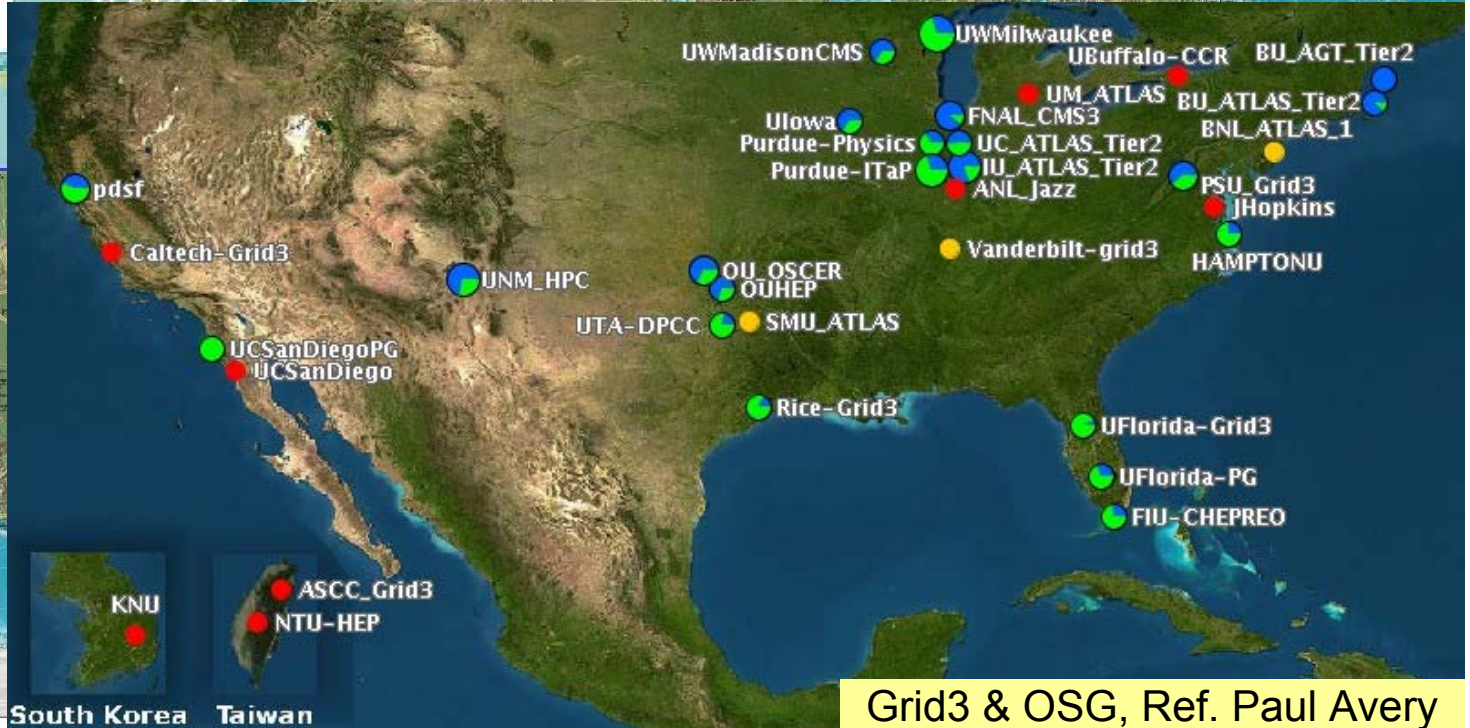 UWMilwaukee
UWMadisonCMS
UBuffalo-CCR
BU_AGT_Tier2
UM_ATLAS
BU_ATLAS_Tier2
UIowa
FNAL_CMS3
BNL_ATLAS_1
Purdue-Physics
UC_ATLAS_Tier2
Purdue-ITaP
IU_ATLAS_Tier2
ANL_Jazz
PSU_Grid3
pdsf
JHopkins
Caltech-Grid3
Vanderbilt-grid3
HAMPTONU
UNM_HPC
OU_OSCER
OUHEP
UTA-DPCC
SMU_ATLAS
UCSanDiegoPG
UCSanDiego
Rice-Grid3
UFlorida-Grid3
UFlorida-PG
FIU-CHEPREO
KNU
ASCC_Grid3
NTU-HEP
South Korea
Taiwan
Grid3 & OSG, Ref. Paul Avery